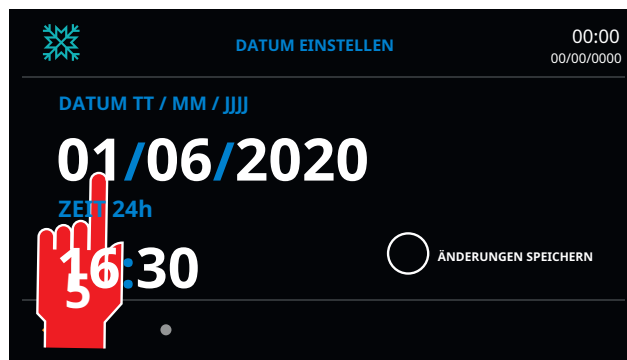 DATUM EINSTELLEN
00:00
00/00/0000
DATUM TT / MM / JJJJ
01/06/2020
ZEIT 24h
16:30
5
ÄNDERUNGEN SPEICHERN